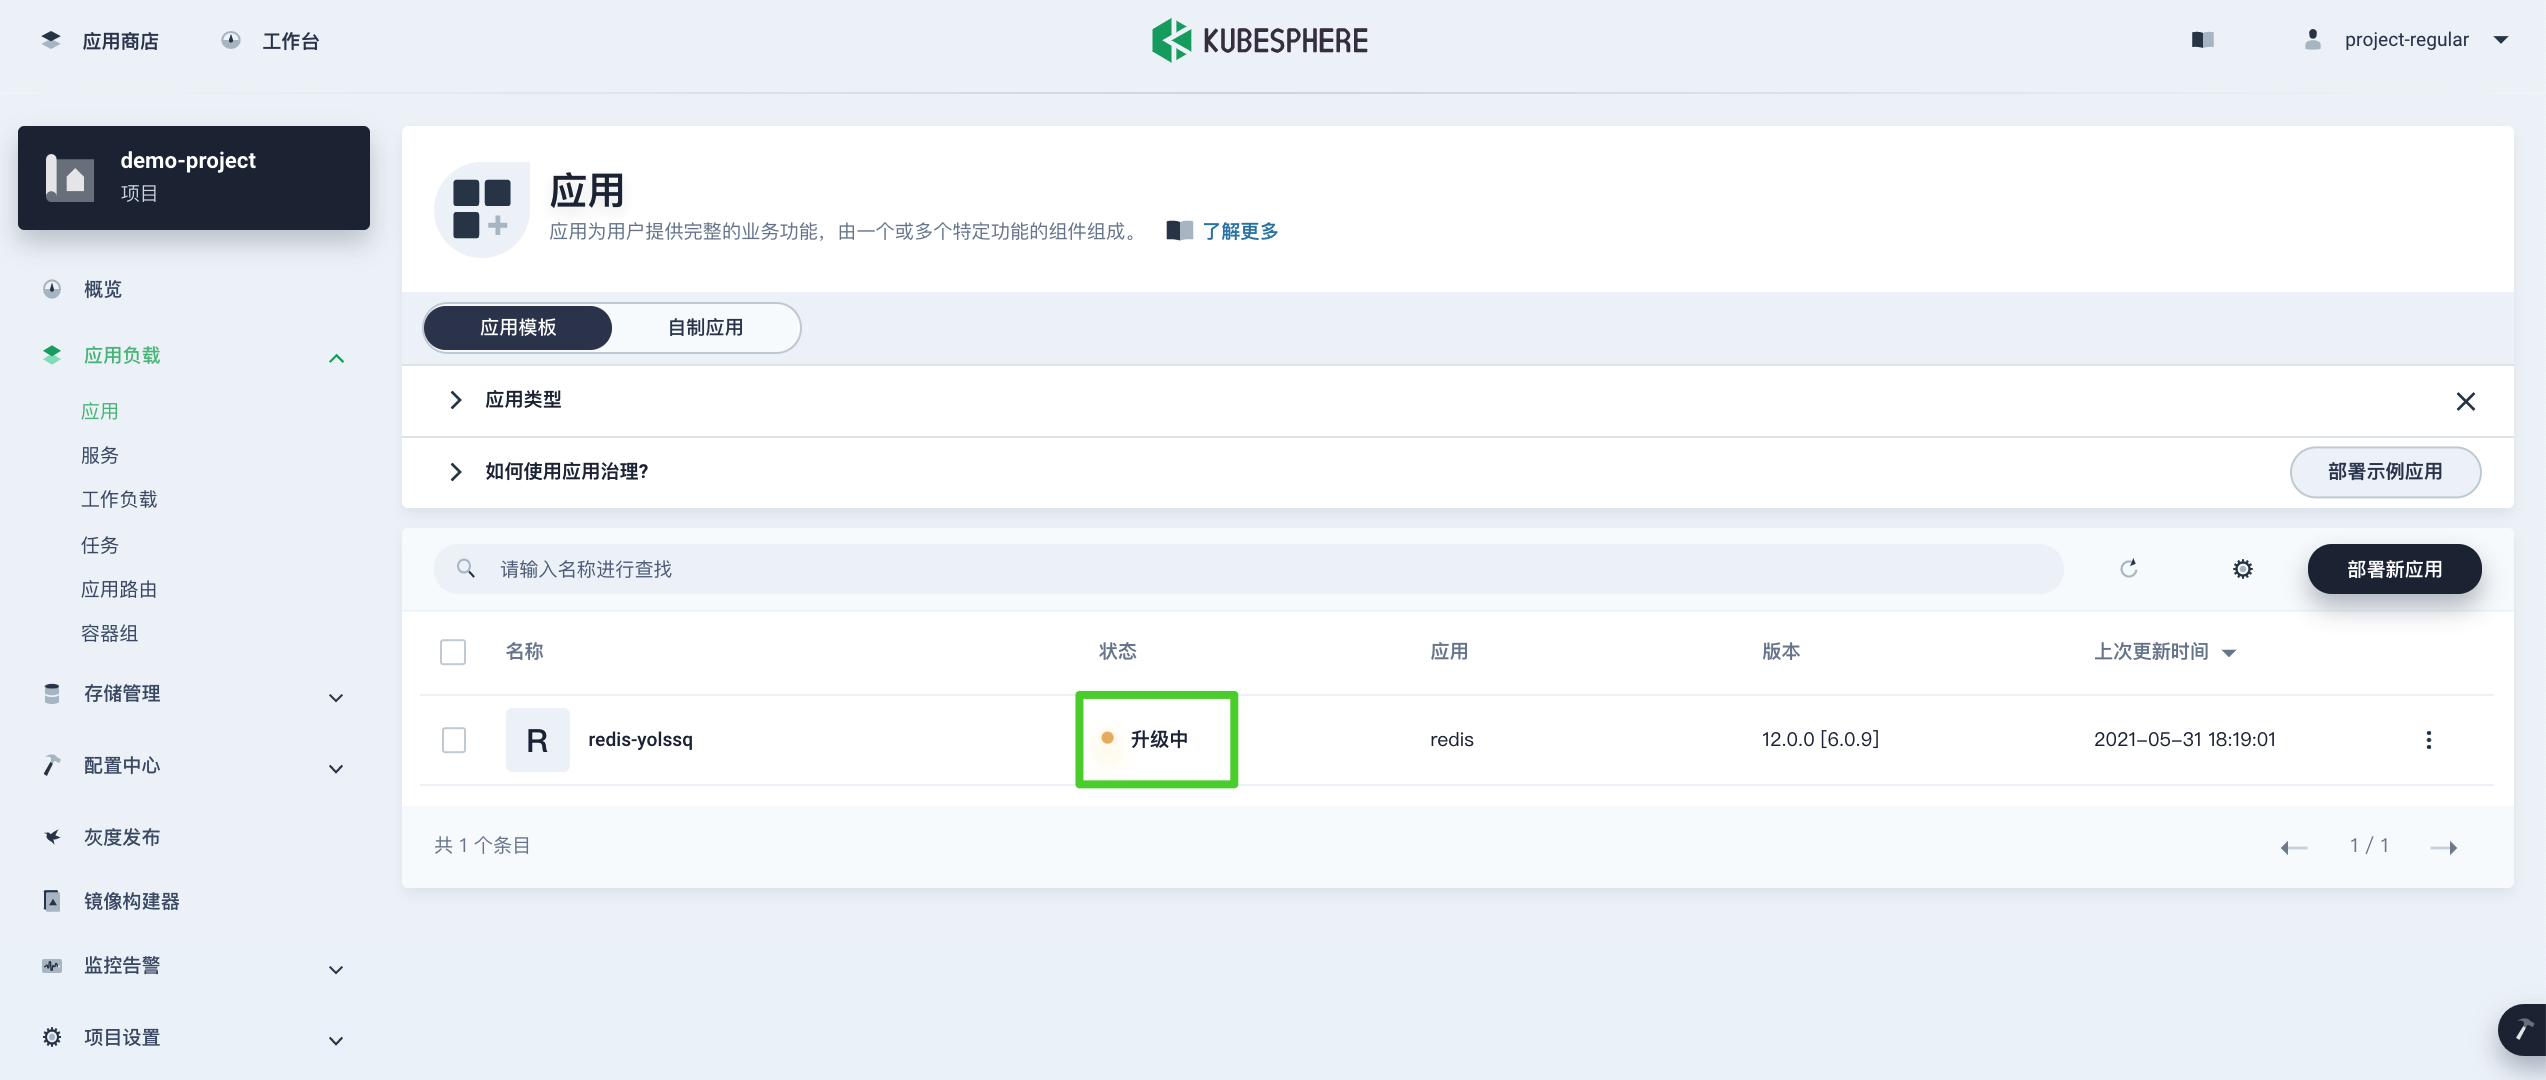 应用商店
工作台
KUBESPHERE
project-regular
demo-project
项目
概览
应用负载
应用
服务
工作负载
任务
应用路由
容器组
存储管理
配置中心
灰度发布
镜像构建器
监控告警
项目设置
应用
应用为用户提供完整的业务功能，由一个或多个特定功能的组件组成。 了解更多
应用模板 自制应用
应用类型
如何使用应用治理?
部署示例应用
请输入名称进行查找
部署新应用
名称 状态 应用 版本 上次更新时间
R redis-yolssq 升级中 redis 12.0.0 [6.0.9] 2021-05-31 18:19:01
共 1 个条目
1 / 1